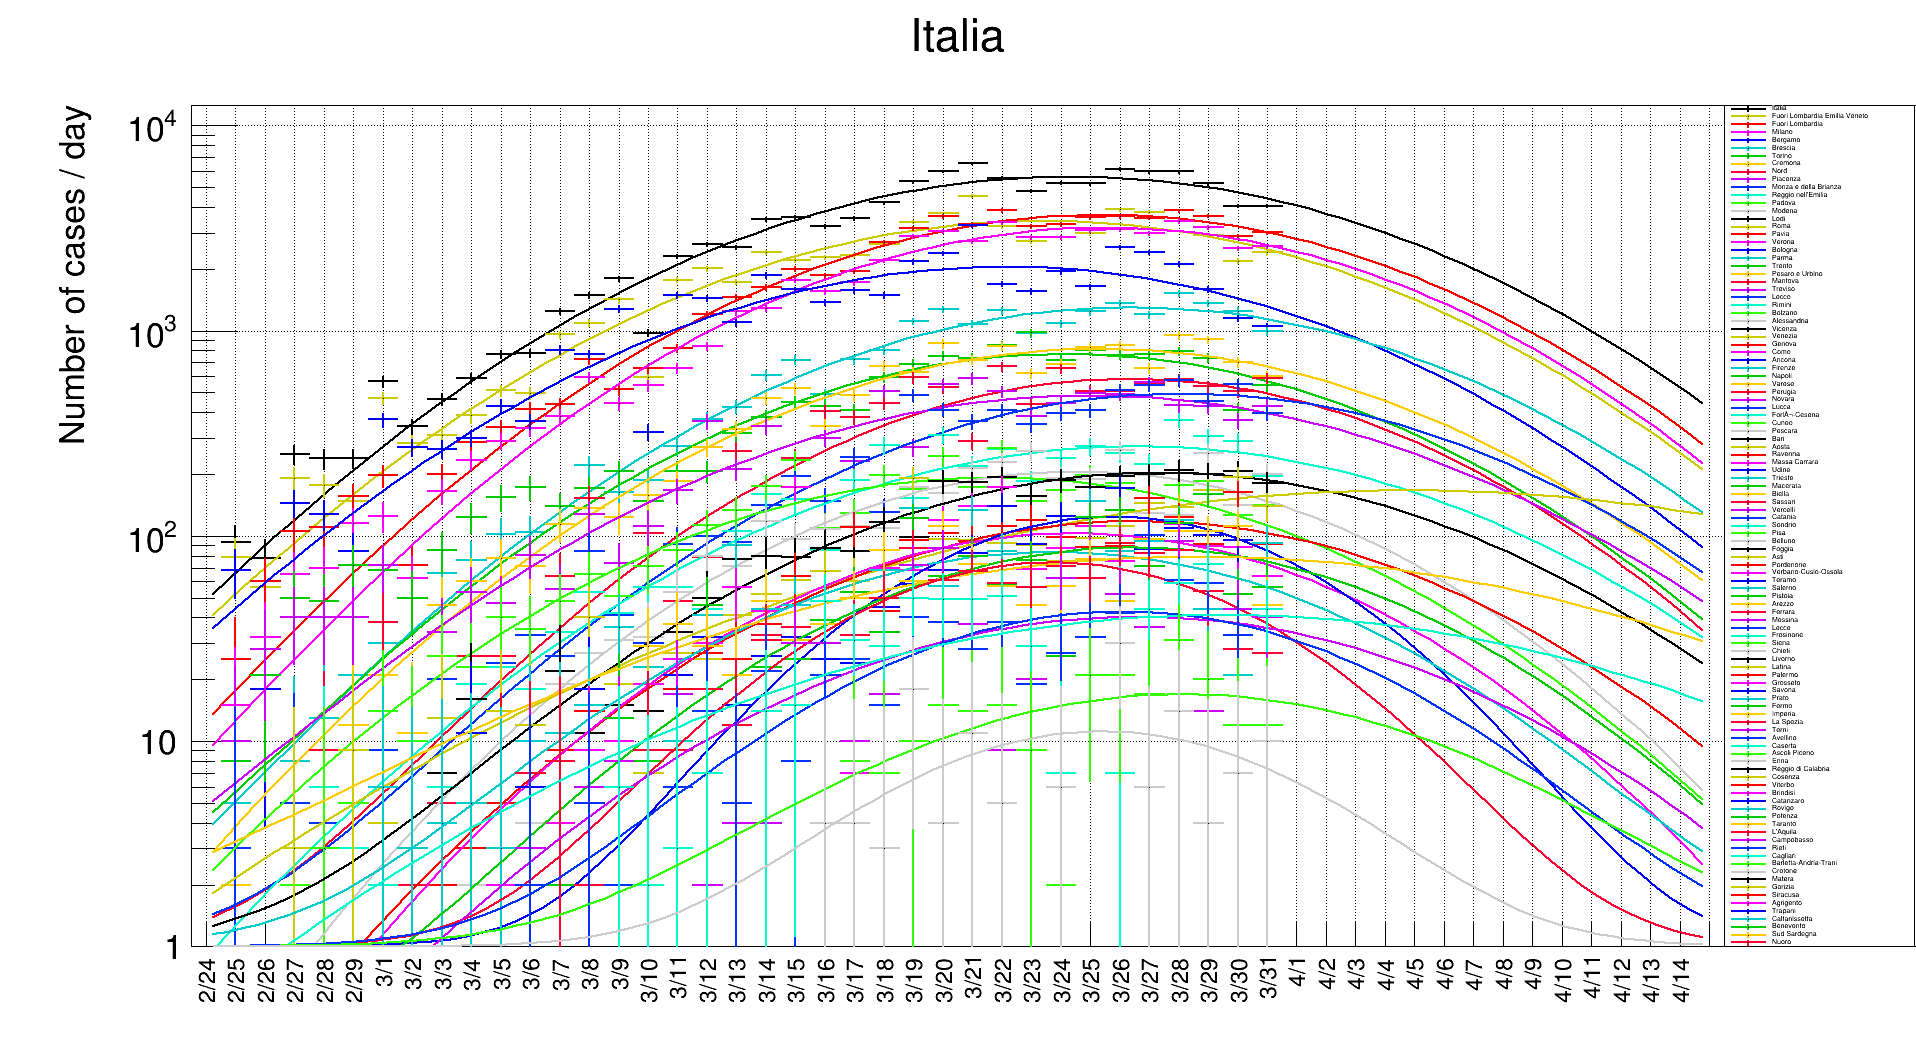 Italia
Number of cases / day
10^4
10^3
10^2
10
1
2/24
2/25
2/26
2/27
2/28
2/29
3/1
3/2
3/3
3/4
3/5
3/6
3/7
3/8
3/9
3/10
3/11
3/12
3/13
3/14
3/15
3/16
3/17
3/18
3/19
3/20
3/21
3/22
3/23
3/24
3/25
3/26
3/27
3/28
3/29
3/30
3/31
4/1
4/2
4/3
4/4
4/5
4/6
4/7
4/8
4/9
4/10
4/11
4/12
4/13
4/14
Italia
Fuori Lombardia Emilia Veneto
Fuori Lombardia
Milano
Bergamo
Brescia
Torino
Cremona
Nord
Piacenza
Monza e della Brianza
Reggio nell'Emilia
Padova
Modena
Lodi
Roma
Pavia
Verona
Bologna
Parma
Trento
Pesaro e Urbino
Mantova
Treviso
Lecco
Rimini
Bolzano
Alessandria
Vicenza
Venezia
Genova
Como
Ancona
Firenze
Napoli
Varese
Perugia
Novara
Lucca
ForlÃ¬-Cesena
Cuneo
Pescara
Bari
Aosta
Ravenna
Massa Carrara
Udine
Trieste
Macerata
Biella
Sassari
Vercelli
Catania
Sondrio
Pisa
Belluno
Foggia
Asti
Pordenone
Verbano-Cusio-Ossola
Teramo
Salerno
Pistoia
Arezzo
Ferrara
Messina
Lecce
Frosinone
Siena
Chieti
Livorno
Latina
Palermo
Grosseto
Savona
Prato
Fermo
Imperia
La Spezia
Terni
Avellino
Caserta
Ascoli Piceno
Enna
Reggio di Calabria
Cosenza
Viterbo
Brindisi
Catanzaro
Rovigo
Potenza
Taranto
L'Aquila
Campobasso
Rieti
Cagliari
Barletta-Andria-Trani
Crotone
Matera
Gorizia
Siracusa
Agrigento
Trapani
Caltanissetta
Benevento
Sud Sardegna
Nuoro